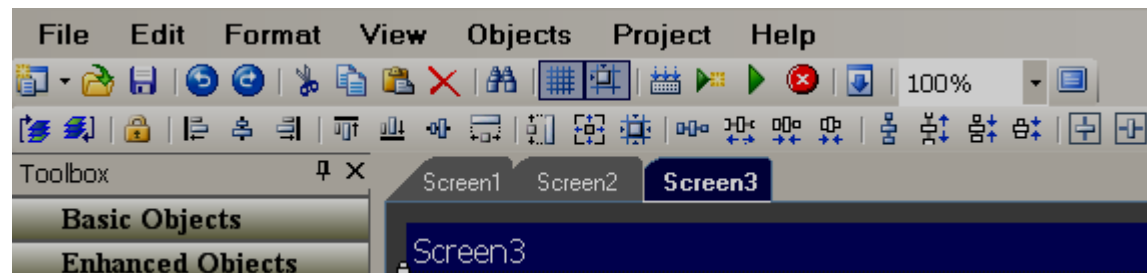 File Edit Format View Objects Project Help
100%
Toolbox
Screen1 Screen2 Screen3
Basic Objects
Screen3
Enhanced Objects